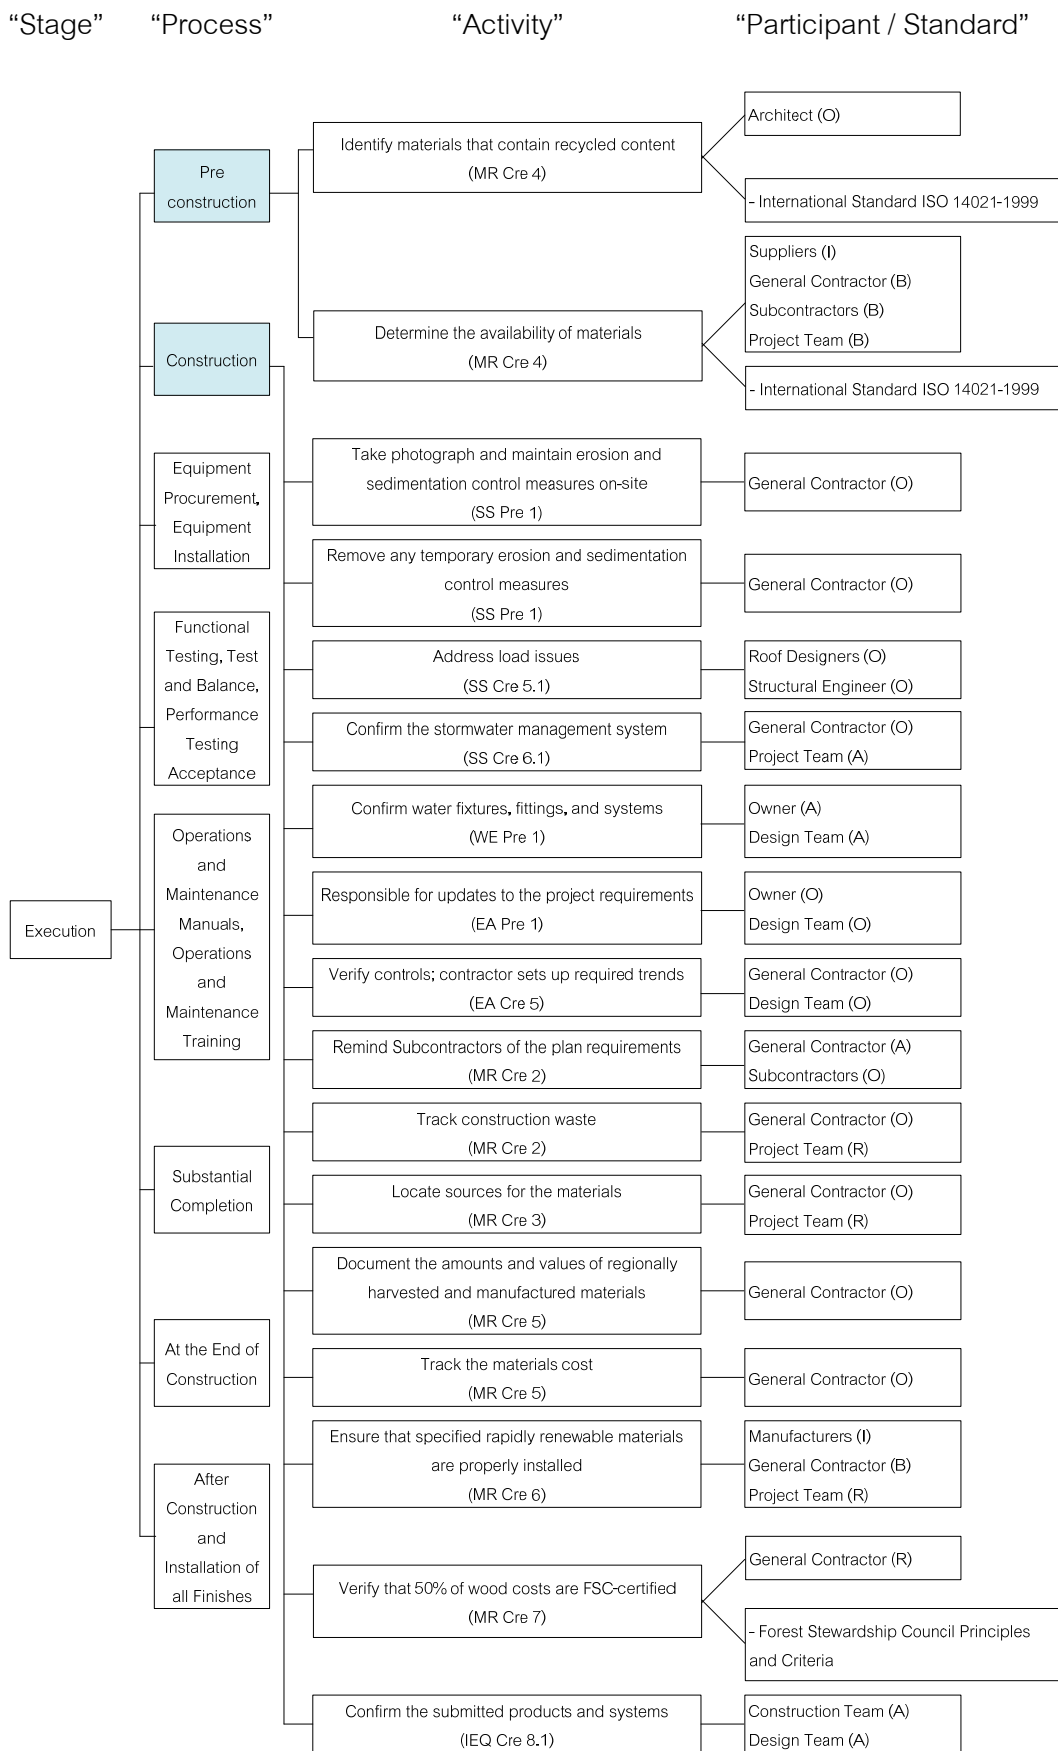 “Stage” “Process” “Activity” “Participant / Standard”
Execution
Pre
construction
Construction
Equipment
Procurement,
Equipment
Installation
Functional
Testing, Test
and Balance,
Performance
Testing
Acceptance
Operations
and
Maintenance
Manuals,
Operations
and
Maintenance
Training
Substantial
Completion
At the End of
Construction
After
Construction
and
Installation of
all Finishes
Identify materials that contain recycled content
(MR Cre 4)
Architect (O)
- International Standard ISO 14021-1999
Determine the availability of materials
(MR Cre 4)
Suppliers (I)
General Contractor (B)
Subcontractors (B)
Project Team (B)
- International Standard ISO 14021-1999
Take photograph and maintain erosion and
sedimentation control measures on-site
(SS Pre 1)
General Contractor (O)
Remove any temporary erosion and sedimentation
control measures
(SS Pre 1)
General Contractor (O)
Address load issues
(SS Cre 5.1)
Roof Designers (O)
Structural Engineer (O)
Confirm the stormwater management system
(SS Cre 6.1)
General Contractor (O)
Project Team (A)
Confirm water fixtures, fittings, and systems
(WE Pre 1)
Owner (A)
Design Team (A)
Responsible for updates to the project requirements
(EA Pre 1)
Owner (O)
Design Team (O)
Verify controls; contractor sets up required trends
(EA Cre 5)
General Contractor (O)
Design Team (O)
Remind Subcontractors of the plan requirements
(MR Cre 2)
General Contractor (A)
Subcontractors (O)
Track construction waste
(MR Cre 2)
General Contractor (O)
Project Team (R)
Locate sources for the materials
(MR Cre 3)
General Contractor (O)
Project Team (R)
Document the amounts and values of regionally
harvested and manufactured materials
(MR Cre 5)
General Contractor (O)
Track the materials cost
(MR Cre 5)
General Contractor (O)
Ensure that specified rapidly renewable materials
are properly installed
(MR Cre 6)
Manufacturers (I)
General Contractor (B)
Project Team (R)
Verify that 50% of wood costs are FSC-certified
(MR Cre 7)
General Contractor (R)
- Forest Stewardship Council Principles
and Criteria
Confirm the submitted products and systems
(IEQ Cre 8.1)
Construction Team (A)
Design Team (A)